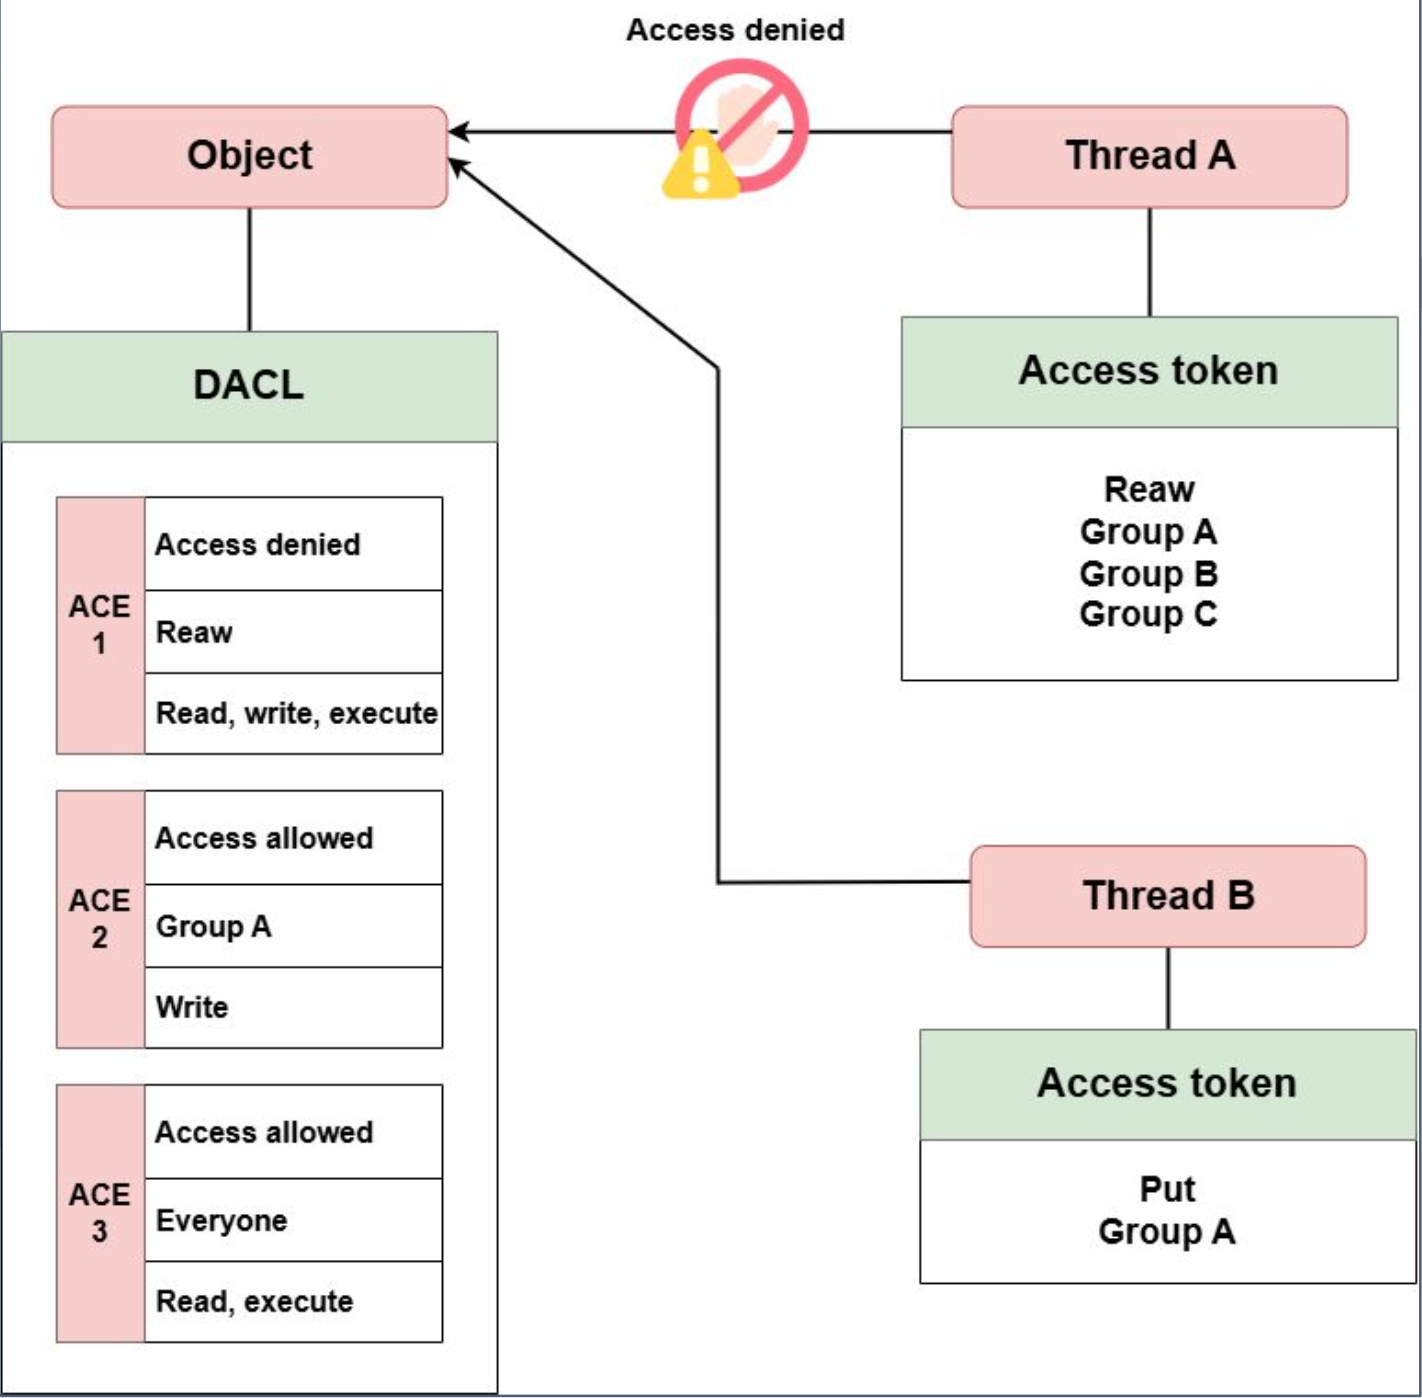 Access denied
Object
Thread A
DACL
ACE
1
Access denied
Reaw
Read, write, execute
ACE
2
Access allowed
Group A
Write
ACE
3
Access allowed
Everyone
Read, execute
Access token
Reaw
Group A
Group B
Group C
Thread B
Access token
Put
Group A